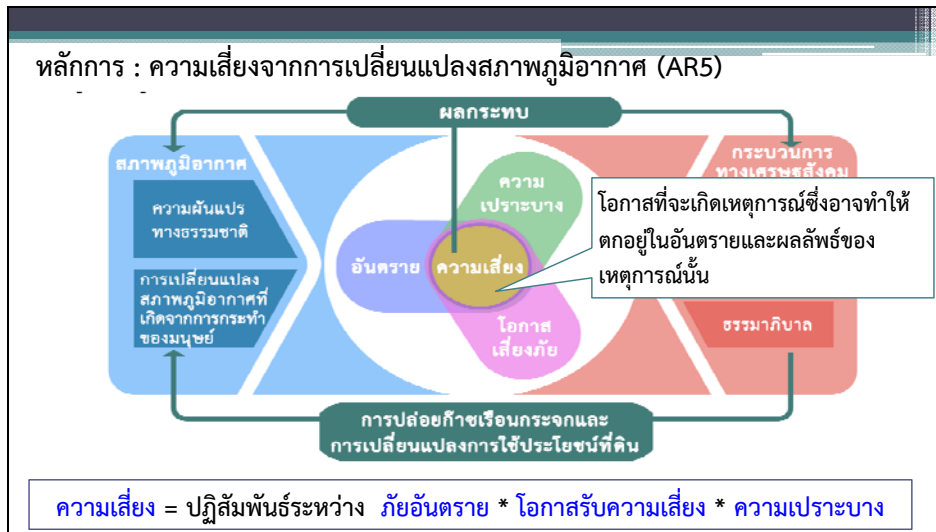 หลักการ : ความเสี่ยงจากการเปลี่ยนแปลงสภาพภูมิอากาศ (AR5)
ผลกระทบ
สภาพภูมิอากาศ
ความผันแปร
ทางธรรมชาติ
การเปลี่ยนแปลง
สภาพภูมิอากาศที่
เกิดจากการกระทำ
ของมนุษย์
อันตราย
ความเสี่ยง
ความ
เปราะบาง
โอกาส
เสี่ยงภัย
กระบวนการ
ทางเศรษฐสังคม
โอกาสที่จะเกิดเหตุการณ์ซึ่งอาจทำให้
ตกอยู่ในอันตรายและผลลัพธ์ของ
เหตุการณ์นั้น
ธรรมาภิบาล
การปล่อยก๊าซเรือนกระจกและ
การเปลี่ยนแปลงการใช้ประโยชน์ที่ดิน
ความเสี่ยง = ปฏิสัมพันธ์ระหว่าง ภัยอันตราย * โอกาสรับความเสี่ยง * ความเปราะบาง